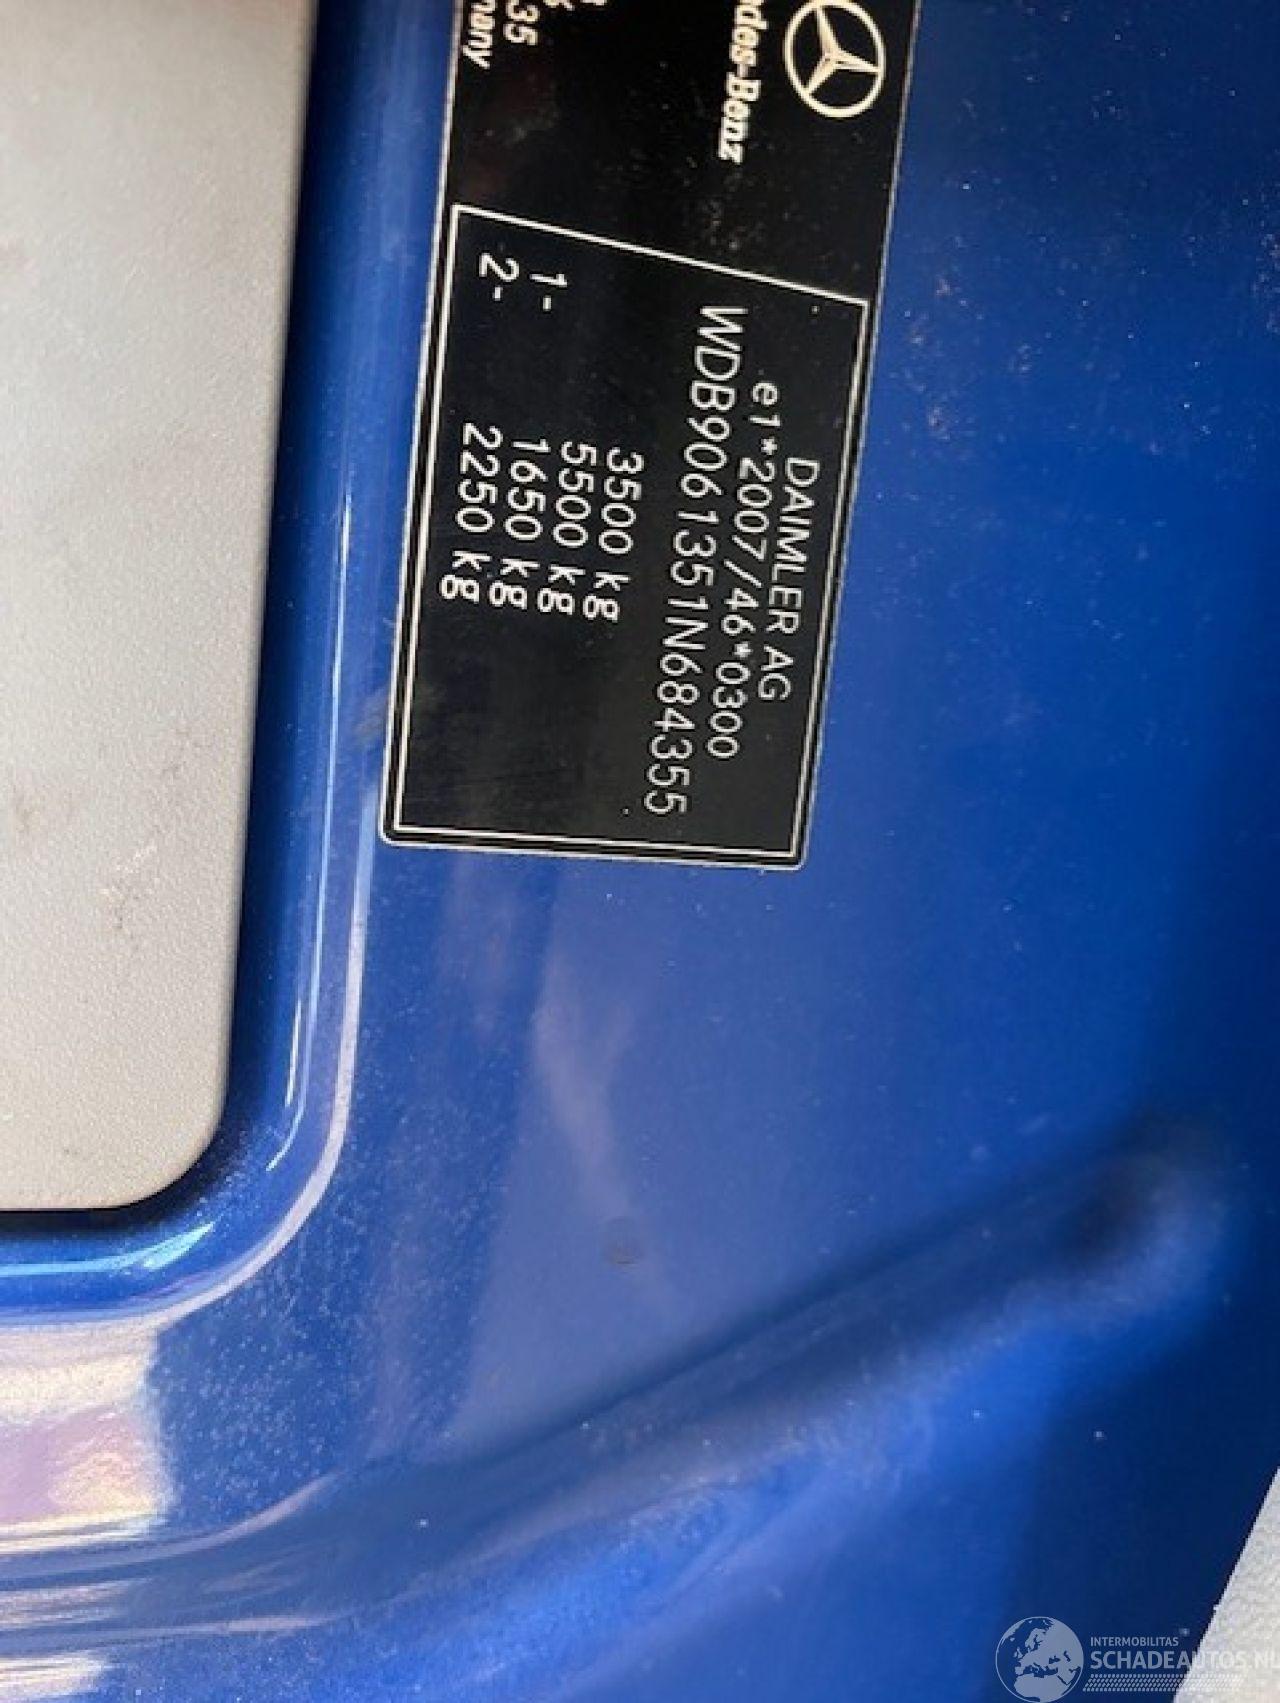 DAIMLER AG
e1*2007/46*0300
WDB9061351N684355
3500 kg
5500 kg
1- 1650 kg
2- 2250 kg
-Benz
35
INTERMOBILITAS
SCHADEAUTOS.NL